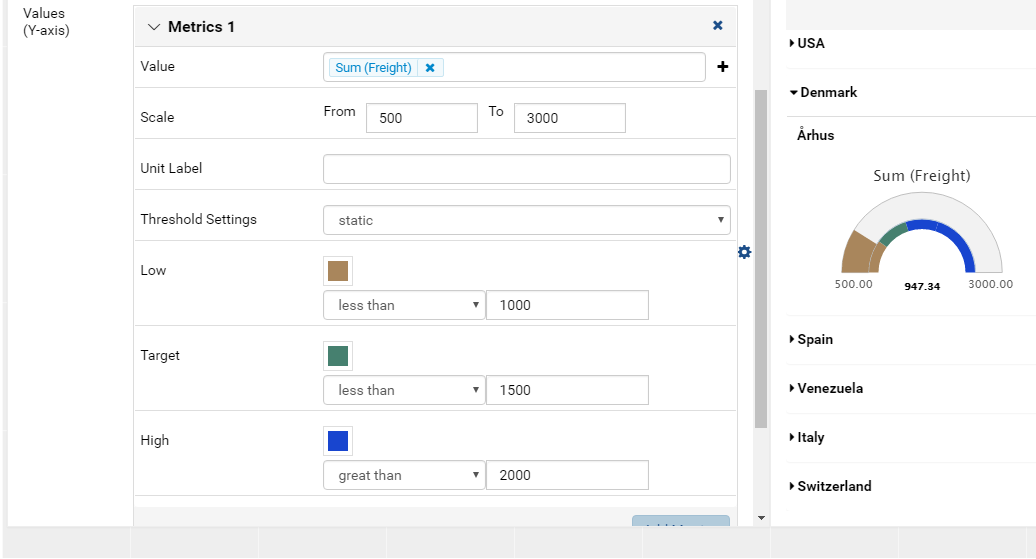 Values
(Y-axis)
Metrics 1
Value
Sum (Freight)
Scale
From
500
To
3000
Unit Label
Threshold Settings
static
Low
less than
1000
Target
less than
1500
High
great than
2000
USA
Denmark
Århus
Sum (Freight)
500.00
947.34
3000.00
Spain
Venezuela
Italy
Switzerland